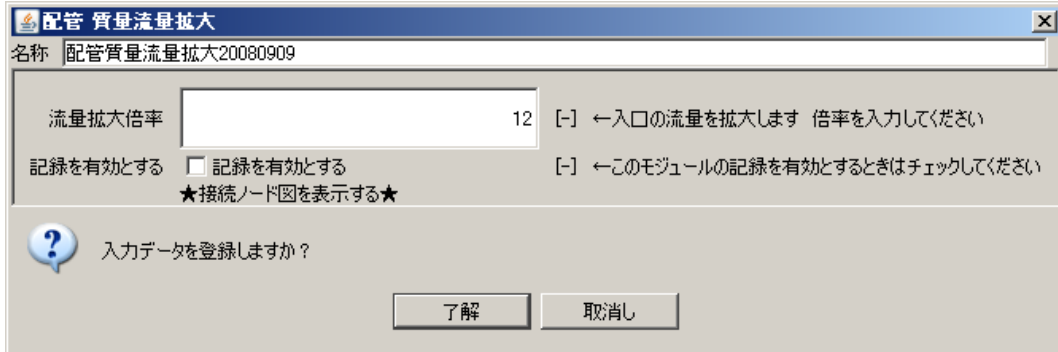 配管 質量流量拡大
名称 配管質量流量拡大20080909
流量拡大倍率 12 [-] ←入口の流量を拡大します 倍率を入力してください
記録を有効とする 記録を有効とする [-] ←このモジュールの記録を有効とするときはチェックしてください
★接続ノード図を表示する★
入力データを登録しますか？
了解 取消し